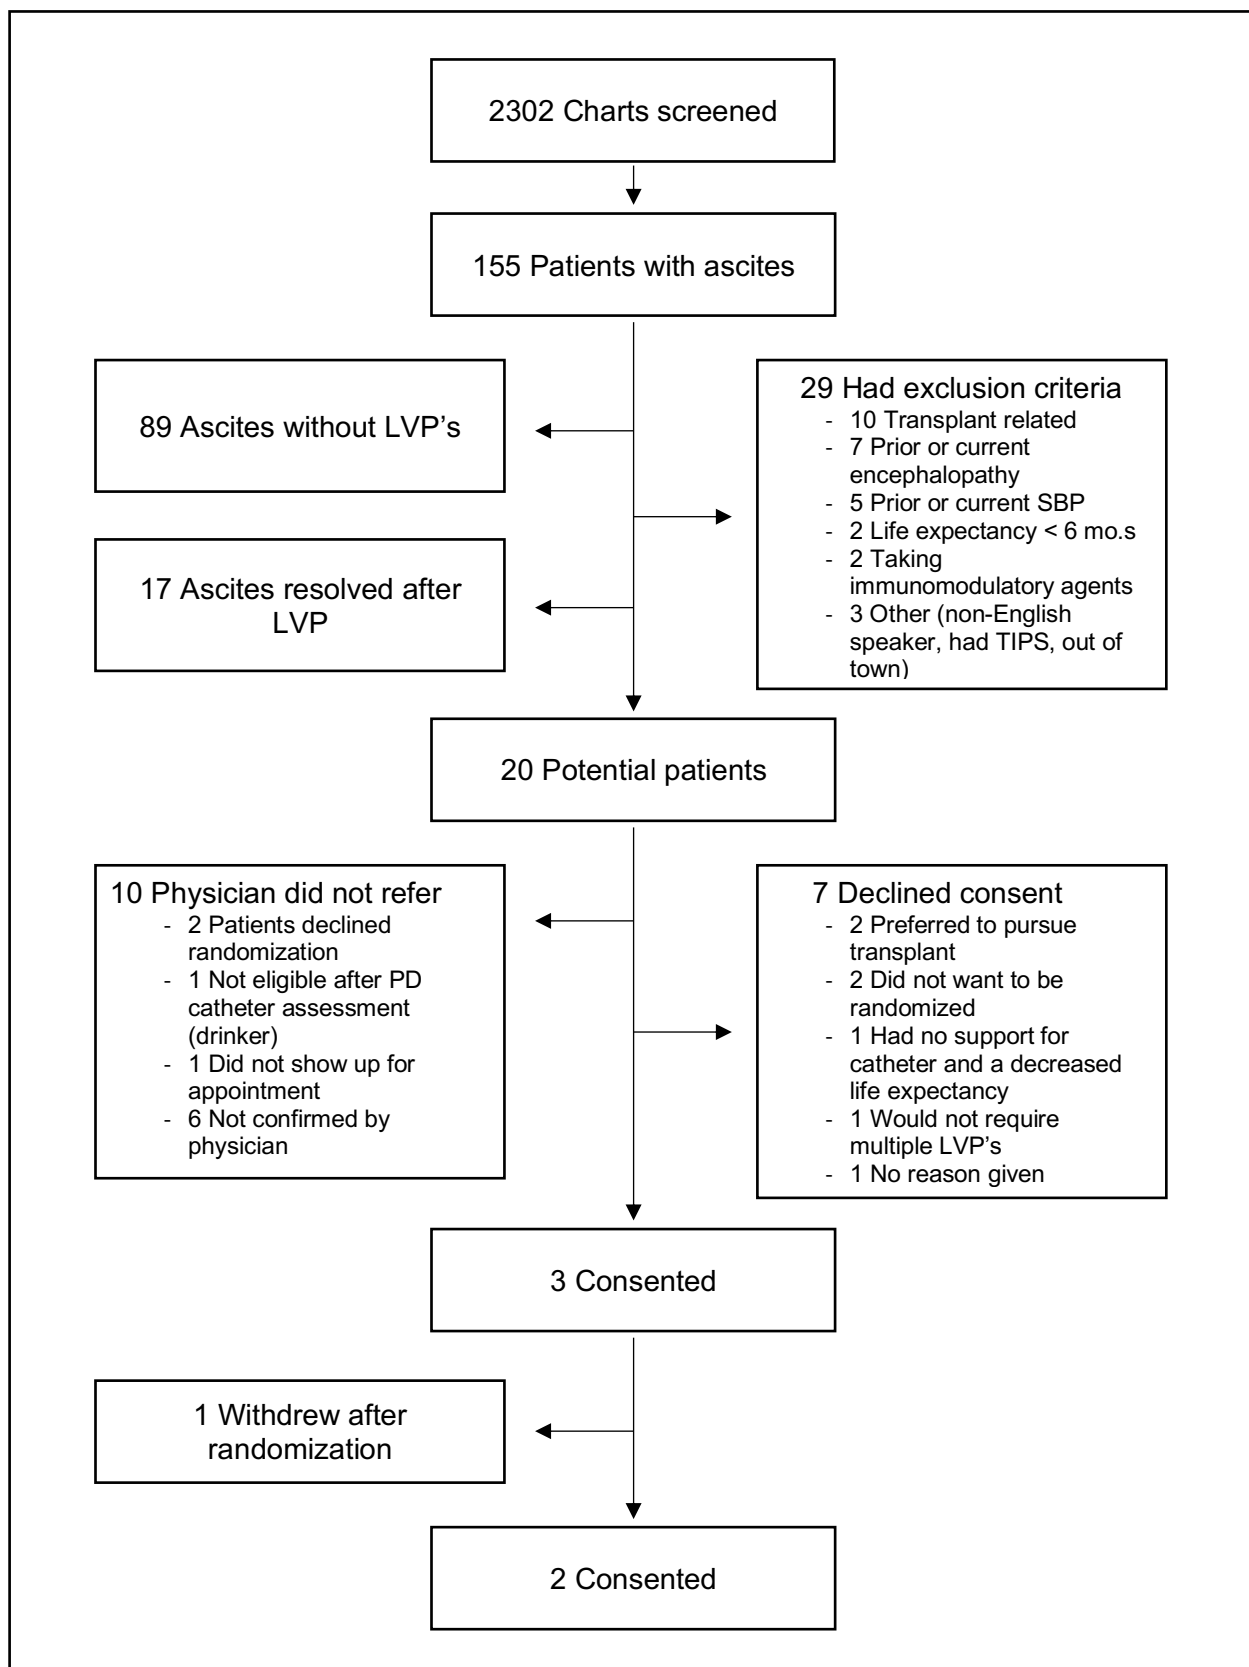 2302 Charts screened
155 Patients with ascites
89 Ascites without LVP’s
29 Had exclusion criteria
- 10 Transplant related
- 7 Prior or current
encephalopathy
- 5 Prior or current SBP
- 2 Life expectancy < 6 mo.s
- 2 Taking
immunomodulatory agents
- 3 Other (non-English
speaker, had TIPS, out of
town)
17 Ascites resolved after
LVP
20 Potential patients
10 Physician did not refer
- 2 Patients declined
randomization
- 1 Not eligible after PD
catheter assessment
(drinker)
- 1 Did not show up for
appointment
- 6 Not confirmed by
physician
7 Declined consent
- 2 Preferred to pursue
transplant
- 2 Did not want to be
randomized
- 1 Had no support for
catheter and a decreased
life expectancy
- 1 Would not require
multiple LVP’s
- 1 No reason given
3 Consented
1 Withdrew after
randomization
2 Consented